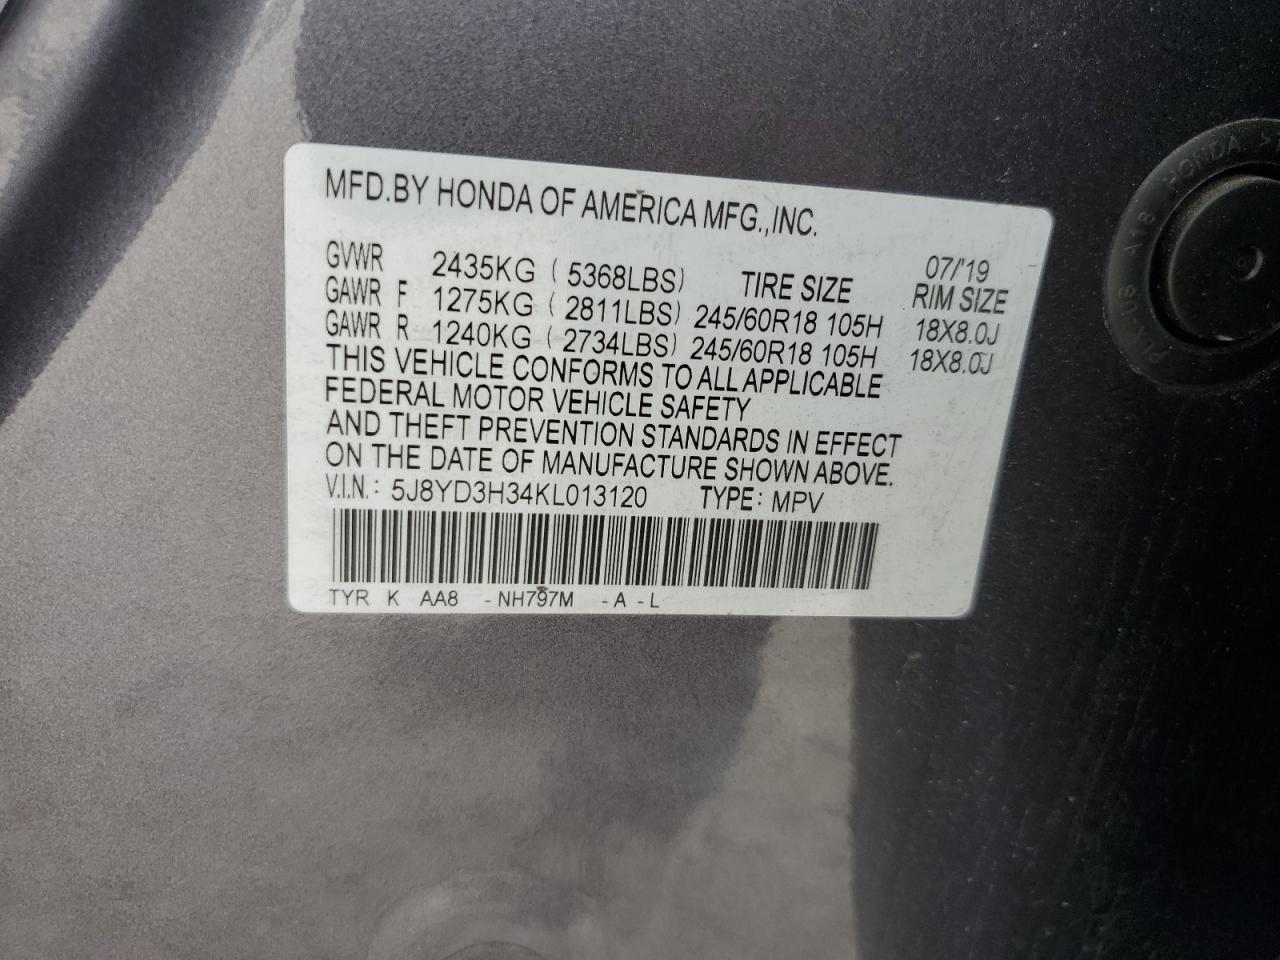 MFD.BY HONDA OF AMERICA MFG.,INC.
GVWR 2435KG ( 5368LBS) TIRE SIZE 07/'19 RIM SIZE
GAWR F 1275KG ( 2811LBS) 245/60R18 105H 18X8.0J
GAWR R 1240KG ( 2734LBS) 245/60R18 105H 18X8.0J
THIS VEHICLE CONFORMS TO ALL APPLICABLE
FEDERAL MOTOR VEHICLE SAFETY
AND THEFT PREVENTION STANDARDS IN EFFECT
ON THE DATE OF MANUFACTURE SHOWN ABOVE.
V.I.N.: 5J8YD3H34KL013120 TYPE: MPV
TYR K AA8 -NH797M -A -L
HONDA